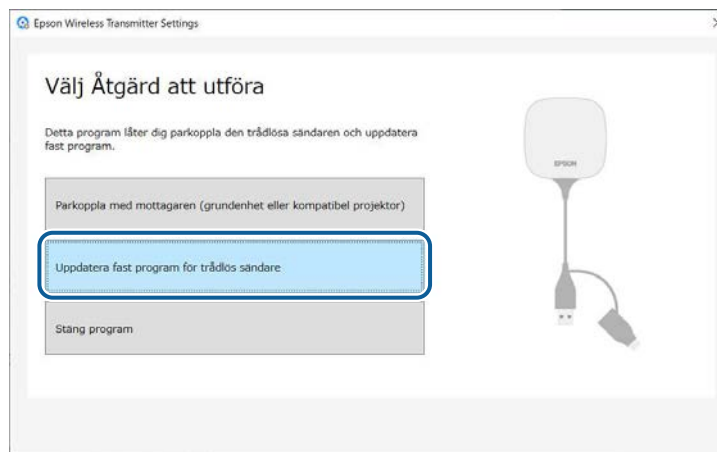 Epson Wireless Transmitter Settings
Välj Åtgärd att utföra
Detta program låter dig parkoppla den trådlösa sändaren och uppdatera
fast program.
EPSON
Parkoppla med mottagaren (grundenhet eller kompatibel projektor)
Uppdatera fast program för trådlös sändare
Stäng program